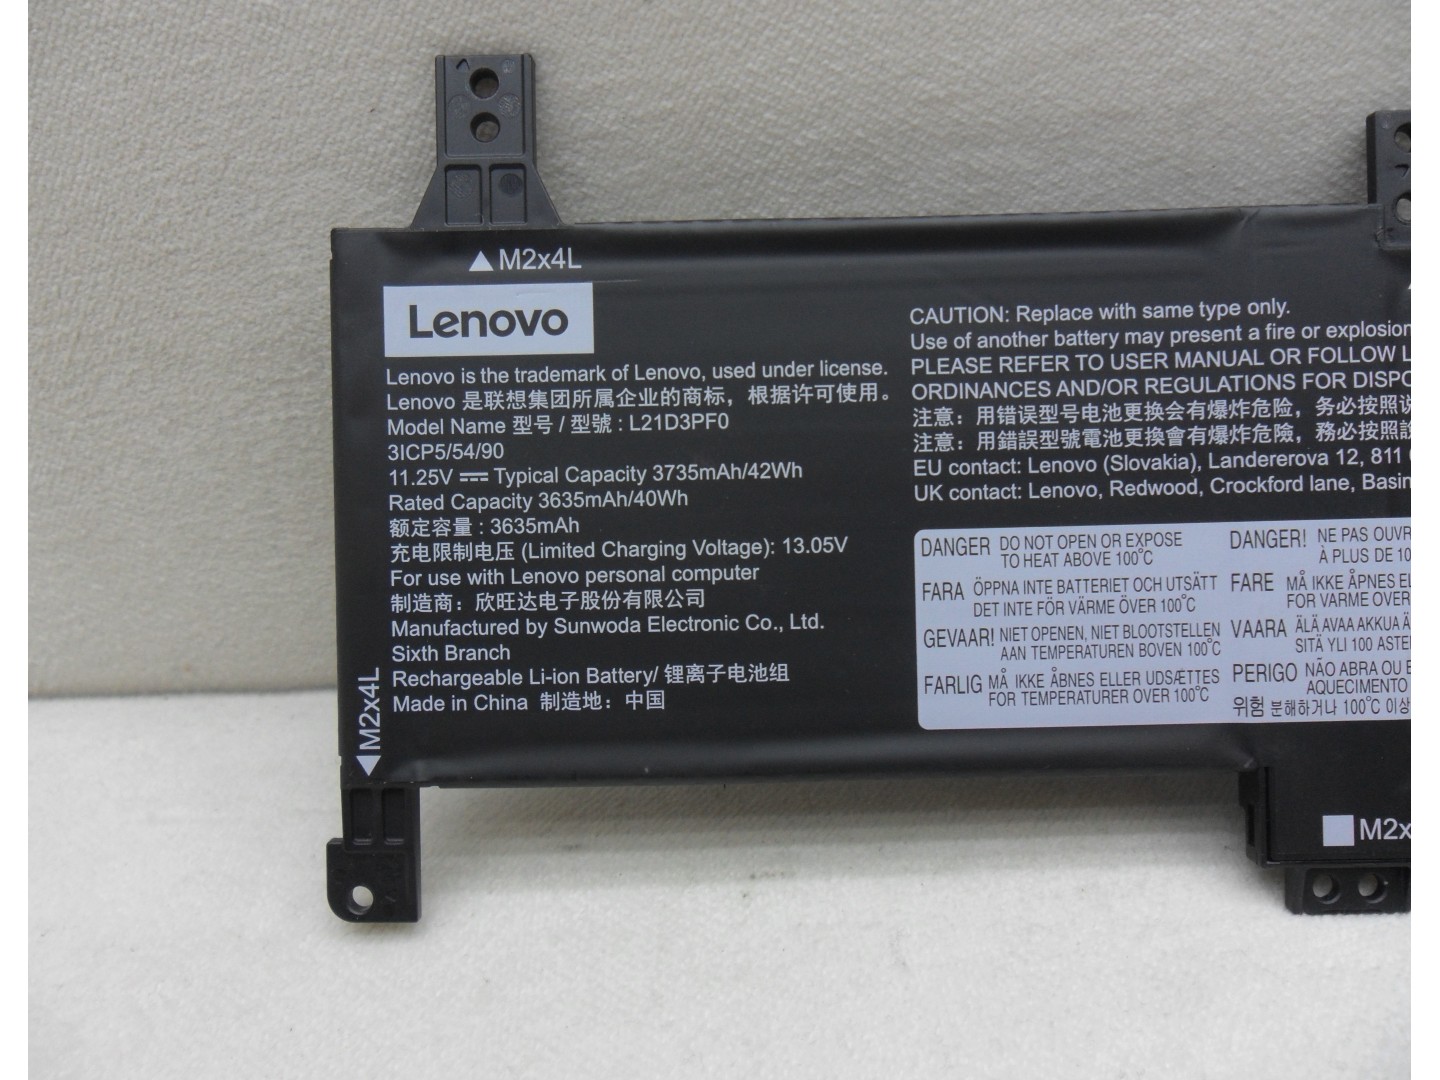 ▲M2x4L
Lenovo
Lenovo is the trademark of Lenovo, used under license.
Lenovo 是联想集团所属企业的商标，根据许可使用。
Model Name 型号 / 型號 : L21D3PF0
3ICP5/54/90
11.25V ⎓ Typical Capacity 3735mAh/42Wh
Rated Capacity 3635mAh/40Wh
额定容量 : 3635mAh
充电限制电压 (Limited Charging Voltage): 13.05V
For use with Lenovo personal computer
制造商：欣旺达电子股份有限公司
Manufactured by Sunwoda Electronic Co., Ltd.
Sixth Branch
Rechargeable Li-ion Battery/ 锂离子电池组
Made in China 制造地：中国
◀M2x4L
CAUTION: Replace with same type only.
Use of another battery may present a fire or explosion
PLEASE REFER TO USER MANUAL OR FOLLOW
ORDINANCES AND/OR REGULATIONS FOR
注意：用错误型号电池更换会有爆炸危险，务必按照
注意：用錯誤型號電池更換會有爆炸危險，務必按照
EU contact: Lenovo (Slovakia), Landererova 12, 811
UK contact: Lenovo, Redwood, Crockford lane,
DANGER DO NOT OPEN OR EXPOSE
TO HEAT ABOVE 100°C
FARA ÖPPNA INTE BATTERIET OCH UTSÄTT
DET INTE FÖR VÄRME ÖVER 100°C
GEVAAR! NIET OPENEN, NIET BLOOTSTELLEN
AAN TEMPERATUREN BOVEN 100°C
FARLIG MÅ IKKE ÅBNES ELLER UDSÆTTES
FOR TEMPERATURER OVER 100°C
DANGER! NE PAS
À PLUS DE
FARE MÅ IKKE ÅPNES
FOR VARME OVER
VAARA ÄLÄ AVAA AKKUA
SITÄ YLI 100
PERIGO NÃO ABRA OU
AQUECIMENTO
위험 분해하거나 100°C 이상
■M2x